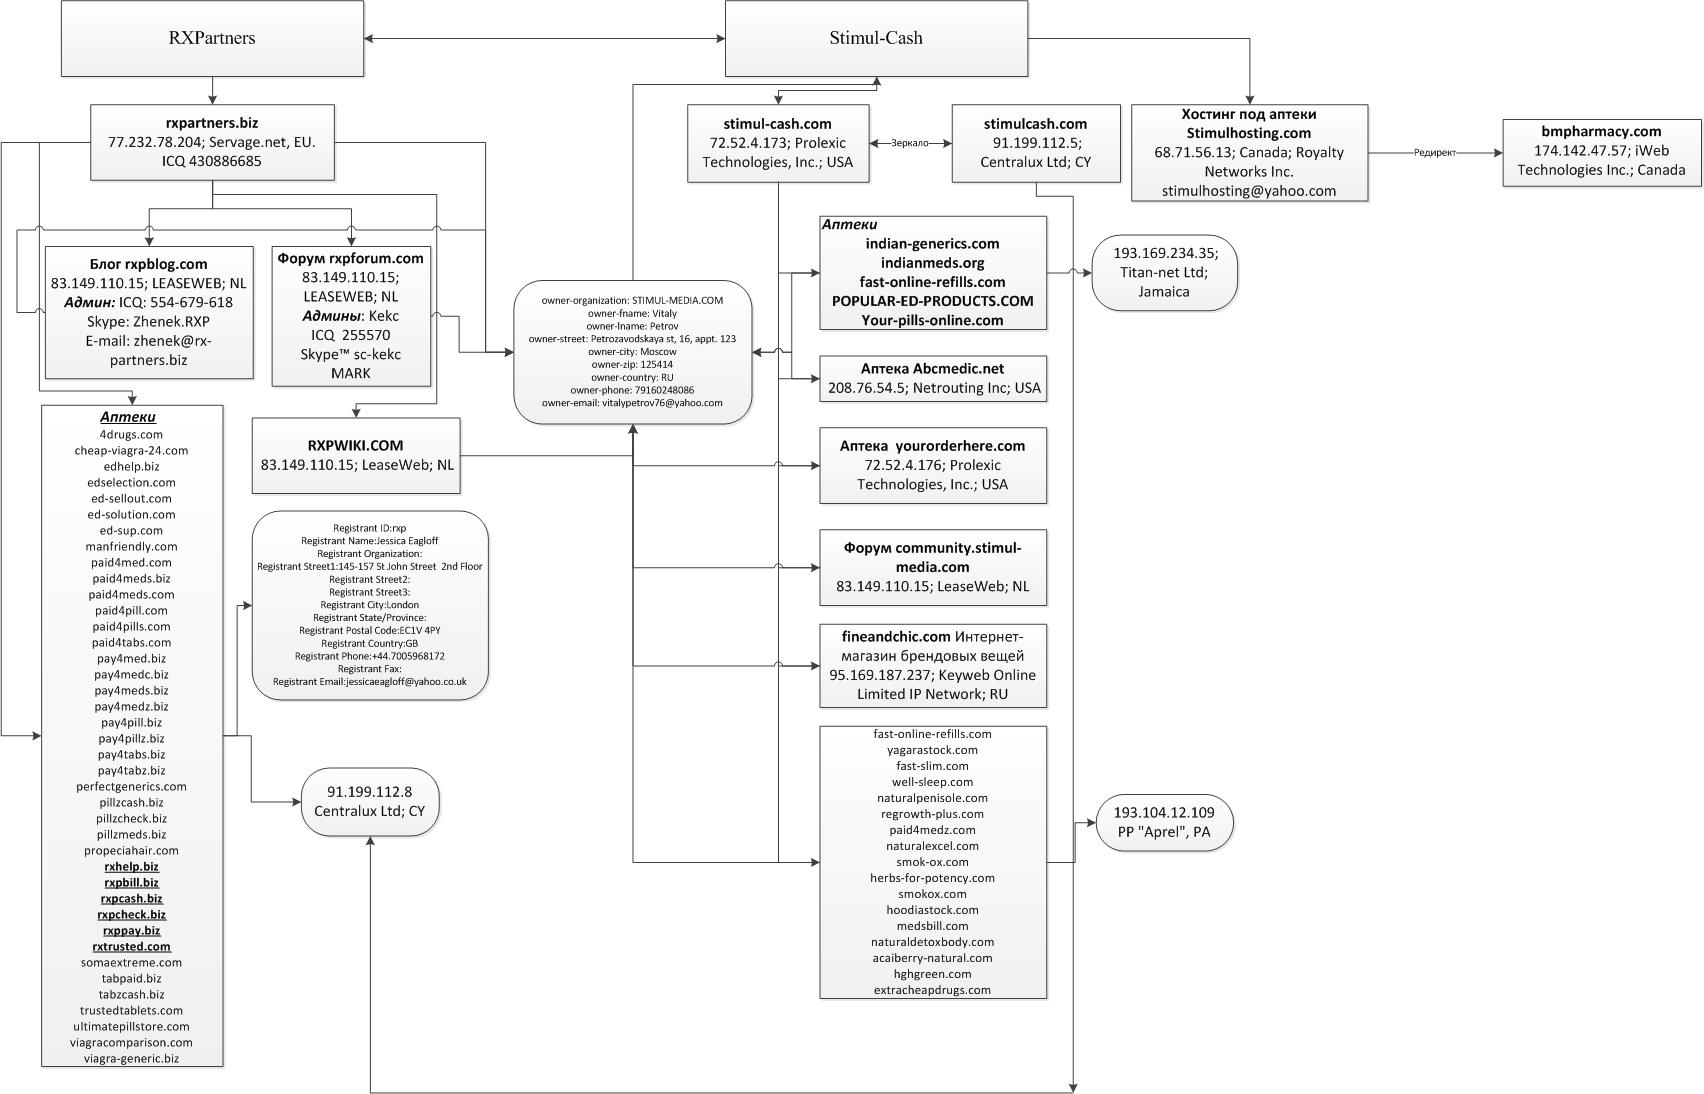 RXPartners
Stimul-Cash
rxpartners.biz
77.232.78.204; Servage.net, EU.
ICQ 430886685
stimul-cash.com
72.52.4.173; Prolexic
Technologies, Inc.; USA
Зеркало
stimulcash.com
91.199.112.5;
Centralux Ltd; CY
Хостинг под аптеки
Stimulhosting.com
68.71.56.13; Canada; Royalty
Networks Inc.
stimulhosting@yahoo.com
Редирект
bmpharmacy.com
174.142.47.57; iWeb
Technologies Inc.; Canada
Блог rxpblog.com
83.149.110.15; LEASEWEB; NL
Админ: ICQ: 554-679-618
Skype: Zhenek.RXP
E-mail: zhenek@rx-
partners.biz
Форум rxpforum.com
83.149.110.15;
LEASEWEB; NL
Админы: Кекс
ICQ 255570
Skype™ sc-kekc
MARK
owner-organization: STIMUL-MEDIA.COM
owner-fname: Vitaly
owner-lname: Petrov
owner-street: Petrozavodskaya st, 16, appt. 123
owner-city: Moscow
owner-zip: 125414
owner-country: RU
owner-phone: 79160248086
owner-email: vitalypetrov76@yahoo.com
Аптеки
indian-generics.com
indianmeds.org
fast-online-refills.com
POPULAR-ED-PRODUCTS.COM
Your-pills-online.com
193.169.234.35;
Titan-net Ltd;
Jamaica
Аптека Abcmedic.net
208.76.54.5; Netrouting Inc; USA
Аптека yourorderhere.com
72.52.4.176; Prolexic
Technologies, Inc.; USA
Форум community.stimul-
media.com
83.149.110.15; LeaseWeb; NL
fineandchic.com Интернет-
магазин брендовых вещей
95.169.187.237; Keyweb Online
Limited IP Network; RU
RXPWIKI.COM
83.149.110.15; LeaseWeb; NL
Registrant ID:rxp
Registrant Name:Jessica Eagloff
Registrant Organization:
Registrant Street1:145-157 St John Street 2nd Floor
Registrant Street2:
Registrant Street3:
Registrant City:London
Registrant State/Province:
Registrant Postal Code:EC1V 4PY
Registrant Country:GB
Registrant Phone:+44.7005968172
Registrant Fax:
Registrant Email:jessicaeagloff@yahoo.co.uk
91.199.112.8
Centralux Ltd; CY
Аптеки
4drugs.com
cheap-viagra-24.com
edhelp.biz
edselection.com
ed-sellout.com
ed-solution.com
ed-sup.com
manfriendly.com
paid4med.com
paid4meds.biz
paid4meds.com
paid4pill.com
paid4pills.com
paid4tabs.com
pay4med.biz
pay4medc.biz
pay4meds.biz
pay4medz.biz
pay4pill.biz
pay4pillz.biz
pay4tabs.biz
pay4tabz.biz
perfectgenerics.com
pillzcash.biz
pillzcheck.biz
pillzmeds.biz
propeciahair.com
rxhelp.biz
rxpbill.biz
rxpcash.biz
rxpcheck.biz
rxppay.biz
rxtrusted.com
somaextreme.com
tabpaid.biz
tabzcash.biz
trustedtablets.com
ultimatepillstore.com
viagracomparison.com
viagra-generic.biz
fast-online-refills.com
yagarastock.com
fast-slim.com
well-sleep.com
naturalpenisole.com
regrowth-plus.com
paid4medz.com
naturalexcel.com
smok-ox.com
herbs-for-potency.com
smokox.com
hoodiastock.com
medsbill.com
naturaldetoxbody.com
acaiberry-natural.com
hghgreen.com
extracheapdrugs.com
193.104.12.109
PP "Aprel", PA